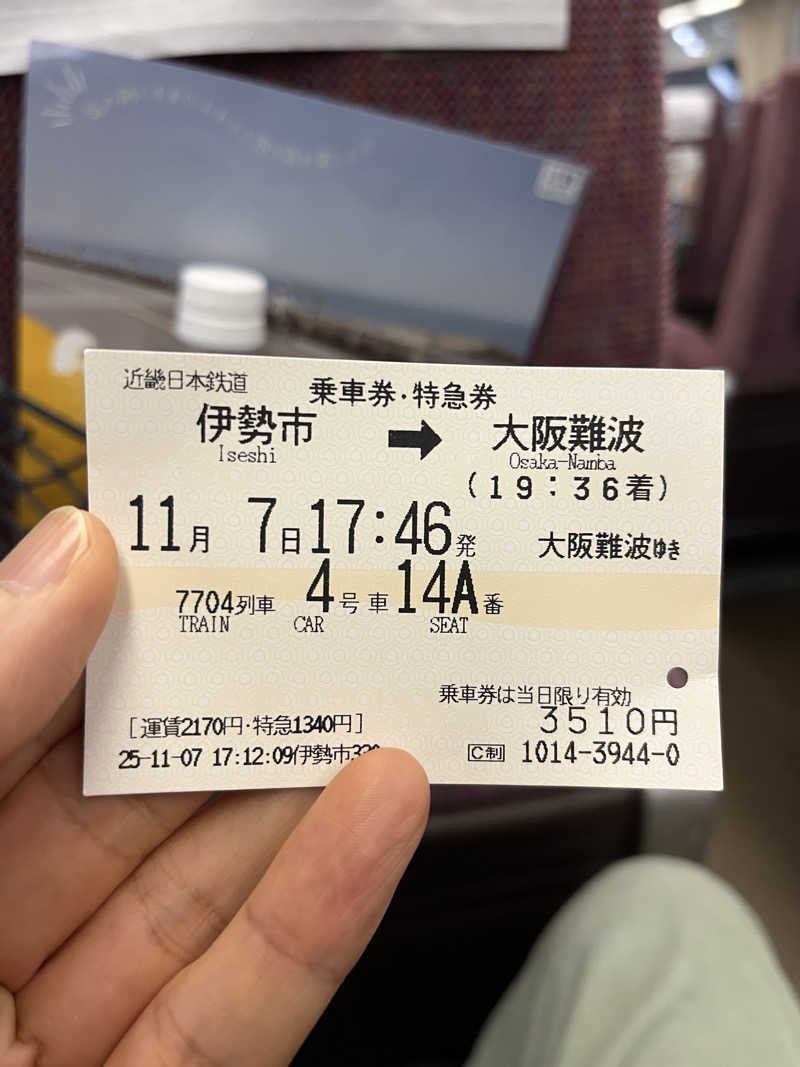 近畿日本鉄道
乗車券・特急券
伊勢市 → 大阪難波
Iseshi Osaka-Namba
(19:36着)
11月 7日 17:46発 大阪難波ゆき
7704列車 4号車 14A番
TRAIN CAR SEAT
乗車券は当日限り有効
[運賃2170円・特急1340円] 3510円
25-11-07 17:12:09伊勢市 C制 1014-3944-0